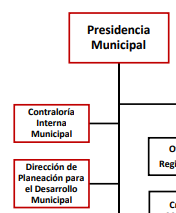 Presidencia
Municipal
Contraloría
Interna
Municipal
Dirección de
Planeación para
el Desarrollo
Municipal